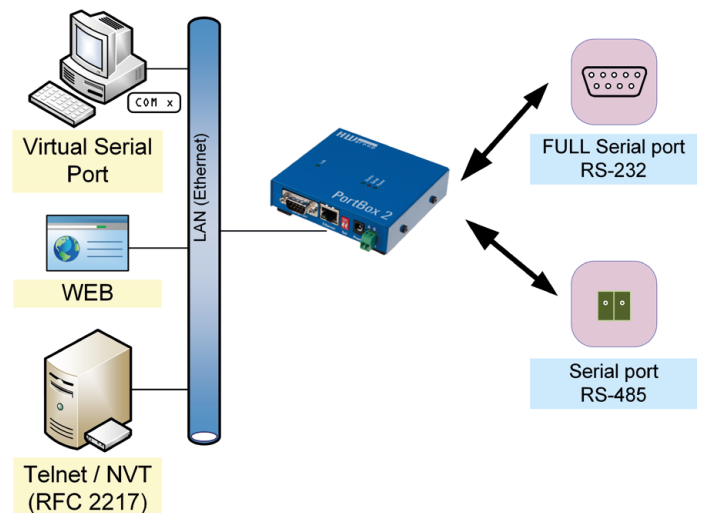 COM x
Virtual Serial
Port
WEB
Telnet / NVT
(RFC 2217)
LAN (Ethernet)
HW
PortBox 2
FULL Serial port
RS-232
Serial port
RS-485